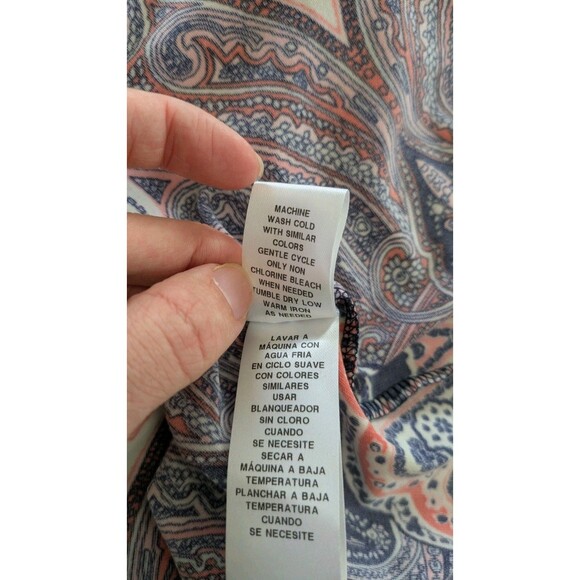 MACHINE
WASH COLD
WITH SIMILAR
COLORS
GENTLE CYCLE
ONLY NON
CHLORINE BLEACH
WHEN NEEDED
TUMBLE DRY LOW
WARM IRON
AS NEEDED
LAVAR A
MÁQUINA CON
AGUA FRIA
EN CICLO SUAVE
CON COLORES
SIMILARES
USAR
BLANQUEADOR
SIN CLORO
CUANDO
SE NECESITE
SECAR A
MÁQUINA A BAJA
TEMPERATURA
PLANCHAR A BAJA
TEMPERATURA
CUANDO
SE NECESITE